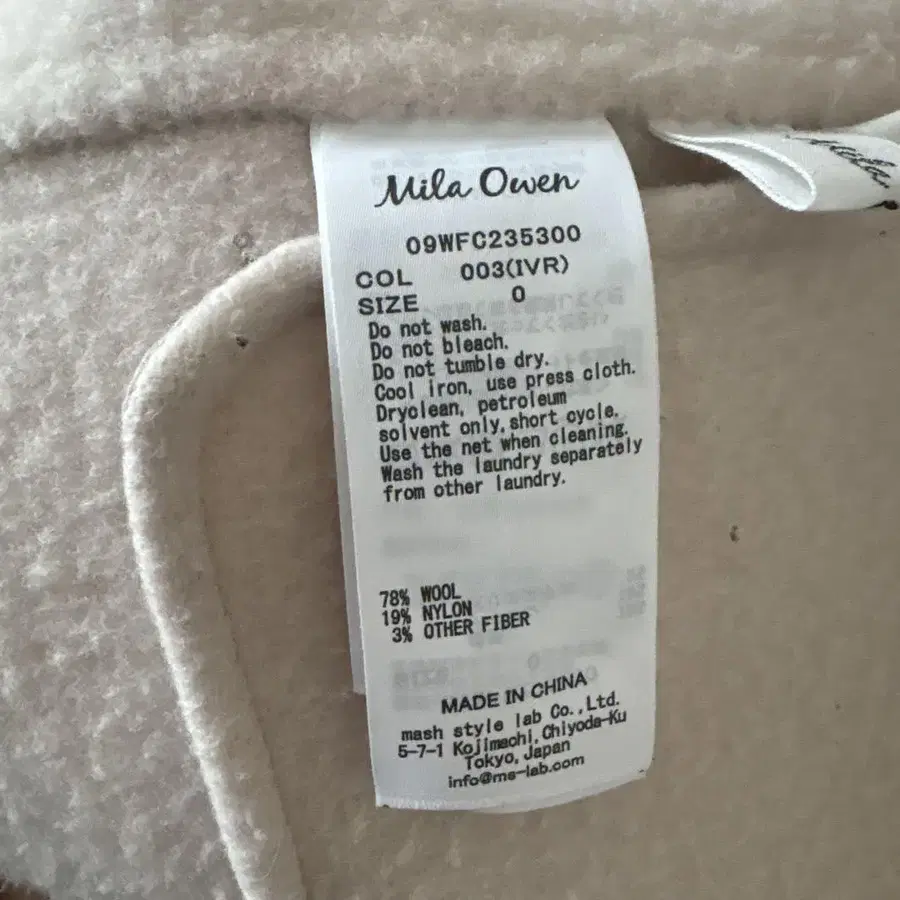 Mila Owen
09WFC235300
COL 003(IVR)
SIZE 0
Do not wash.
Do not bleach.
Do not tumble dry.
Cool iron, use press cloth.
Dryclean, petroleum
solvent only,short cycle.
Use the net when cleaning.
Wash the laundry separately
from other laundry.
78% WOOL
19% NYLON
3% OTHER FIBER
MADE IN CHINA
mash style lab Co.,Ltd.
5-7-1 Kojimachi,Chiyoda-Ku
Tokyo,Japan
info@ms-lab.com
Mila